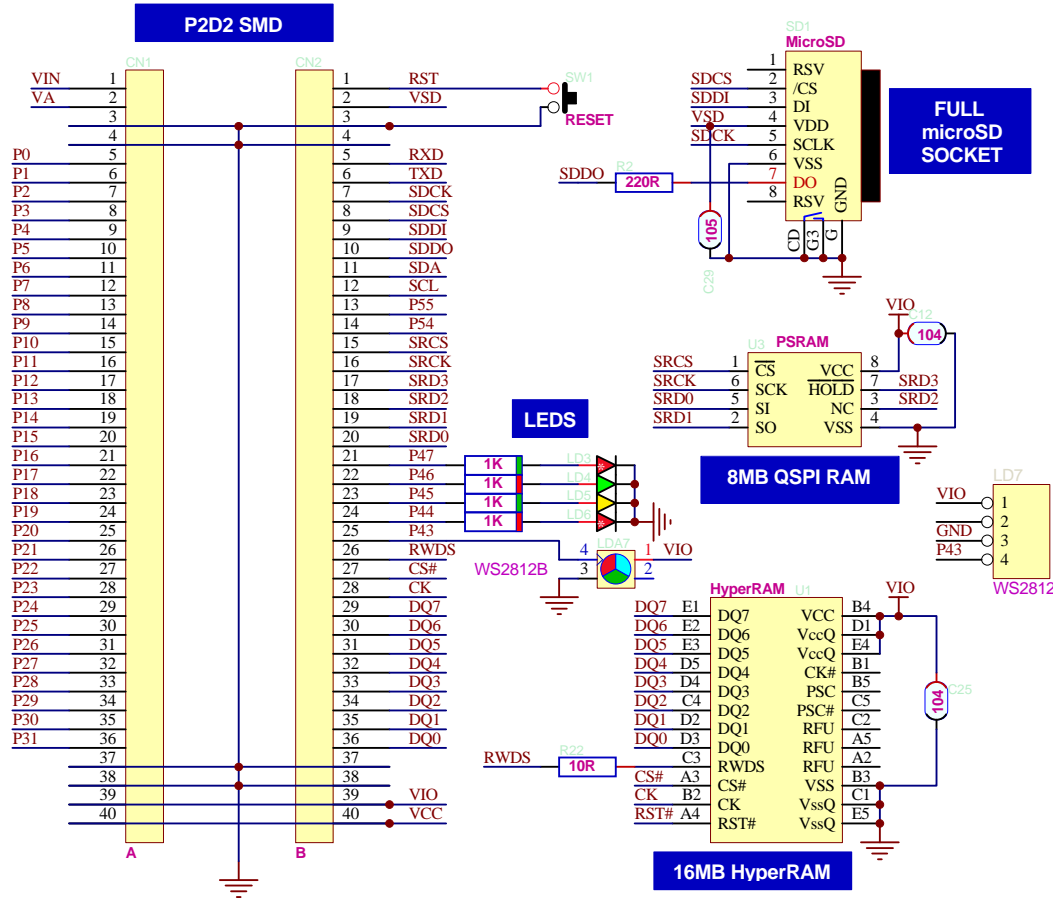 P2D2 SMD
CN1
CN2
VIN 1
VA 2
3
4
P0 5
P1 6
P2 7
P3 8
P4 9
P5 10
P6 11
P7 12
P8 13
P9 14
P10 15
P11 16
P12 17
P13 18
P14 19
P15 20
P16 21
P17 22
P18 23
P19 24
P20 25
P21 26
P22 27
P23 28
P24 29
P25 30
P26 31
P27 32
P28 33
P29 34
P30 35
P31 36
37
38
39
40
A
1 RST
2 VSD
3
4
5 RXD
6 TXD
7 SDCK
8 SDCS
9 SDDI
10 SDDO
11 SDA
12 SCL
13 P55
14 P54
15 SRCS
16 SRCK
17 SRD3
18 SRD2
19 SRD1
20 SRD0
21 P47
22 P46
23 P45
24 P44
25 P43
26 RWDS
27 CS#
28 CK
29 DQ7
30 DQ6
31 DQ5
32 DQ4
33 DQ3
34 DQ2
35 DQ1
36 DQ0
37
38
39 VIO
40 VCC
B
SW1
RESET
SD1
MicroSD
1 RSV
SDCS 2 /CS
SDDI 3 DI
VSD 4 VDD
SDCK 5 SCLK
6 VSS
7 DO
8 RSV
GND
CD
G3
G
SDDO
R2
220R
105
C29
FULL
microSD
SOCKET
VIO
C12
104
U3
PSRAM
SRCS 1 CS VCC 8
SRCK 6 SCK HOLD 7 SRD3
SRD0 5 SI NC 3 SRD2
SRD1 2 SO VSS 4
8MB QSPI RAM
LEDS
1K LD3
1K LD4
1K LD5
1K LD6
LDA7
4 1 VIO
3 2
WS2812B
LD7
VIO 1
2
GND 3
P43 4
WS2812
HyperRAM
U1
VIO
DQ7 E1 DQ7 VCC B4
DQ6 E2 DQ6 VccQ D1
DQ5 E3 DQ5 VccQ E4
DQ4 D5 DQ4 CK# B1
DQ3 D4 DQ3 PSC B5
DQ2 C4 DQ2 PSC# C5
DQ1 D2 DQ1 RFU C2
DQ0 D3 DQ0 RFU A5
C3 RWDS RFU A2
CS# A3 CS# VSS B3
CK B2 CK VssQ C1
RST# A4 RST# VssQ E5
RWDS
R22
10R
104
C25
16MB HyperRAM